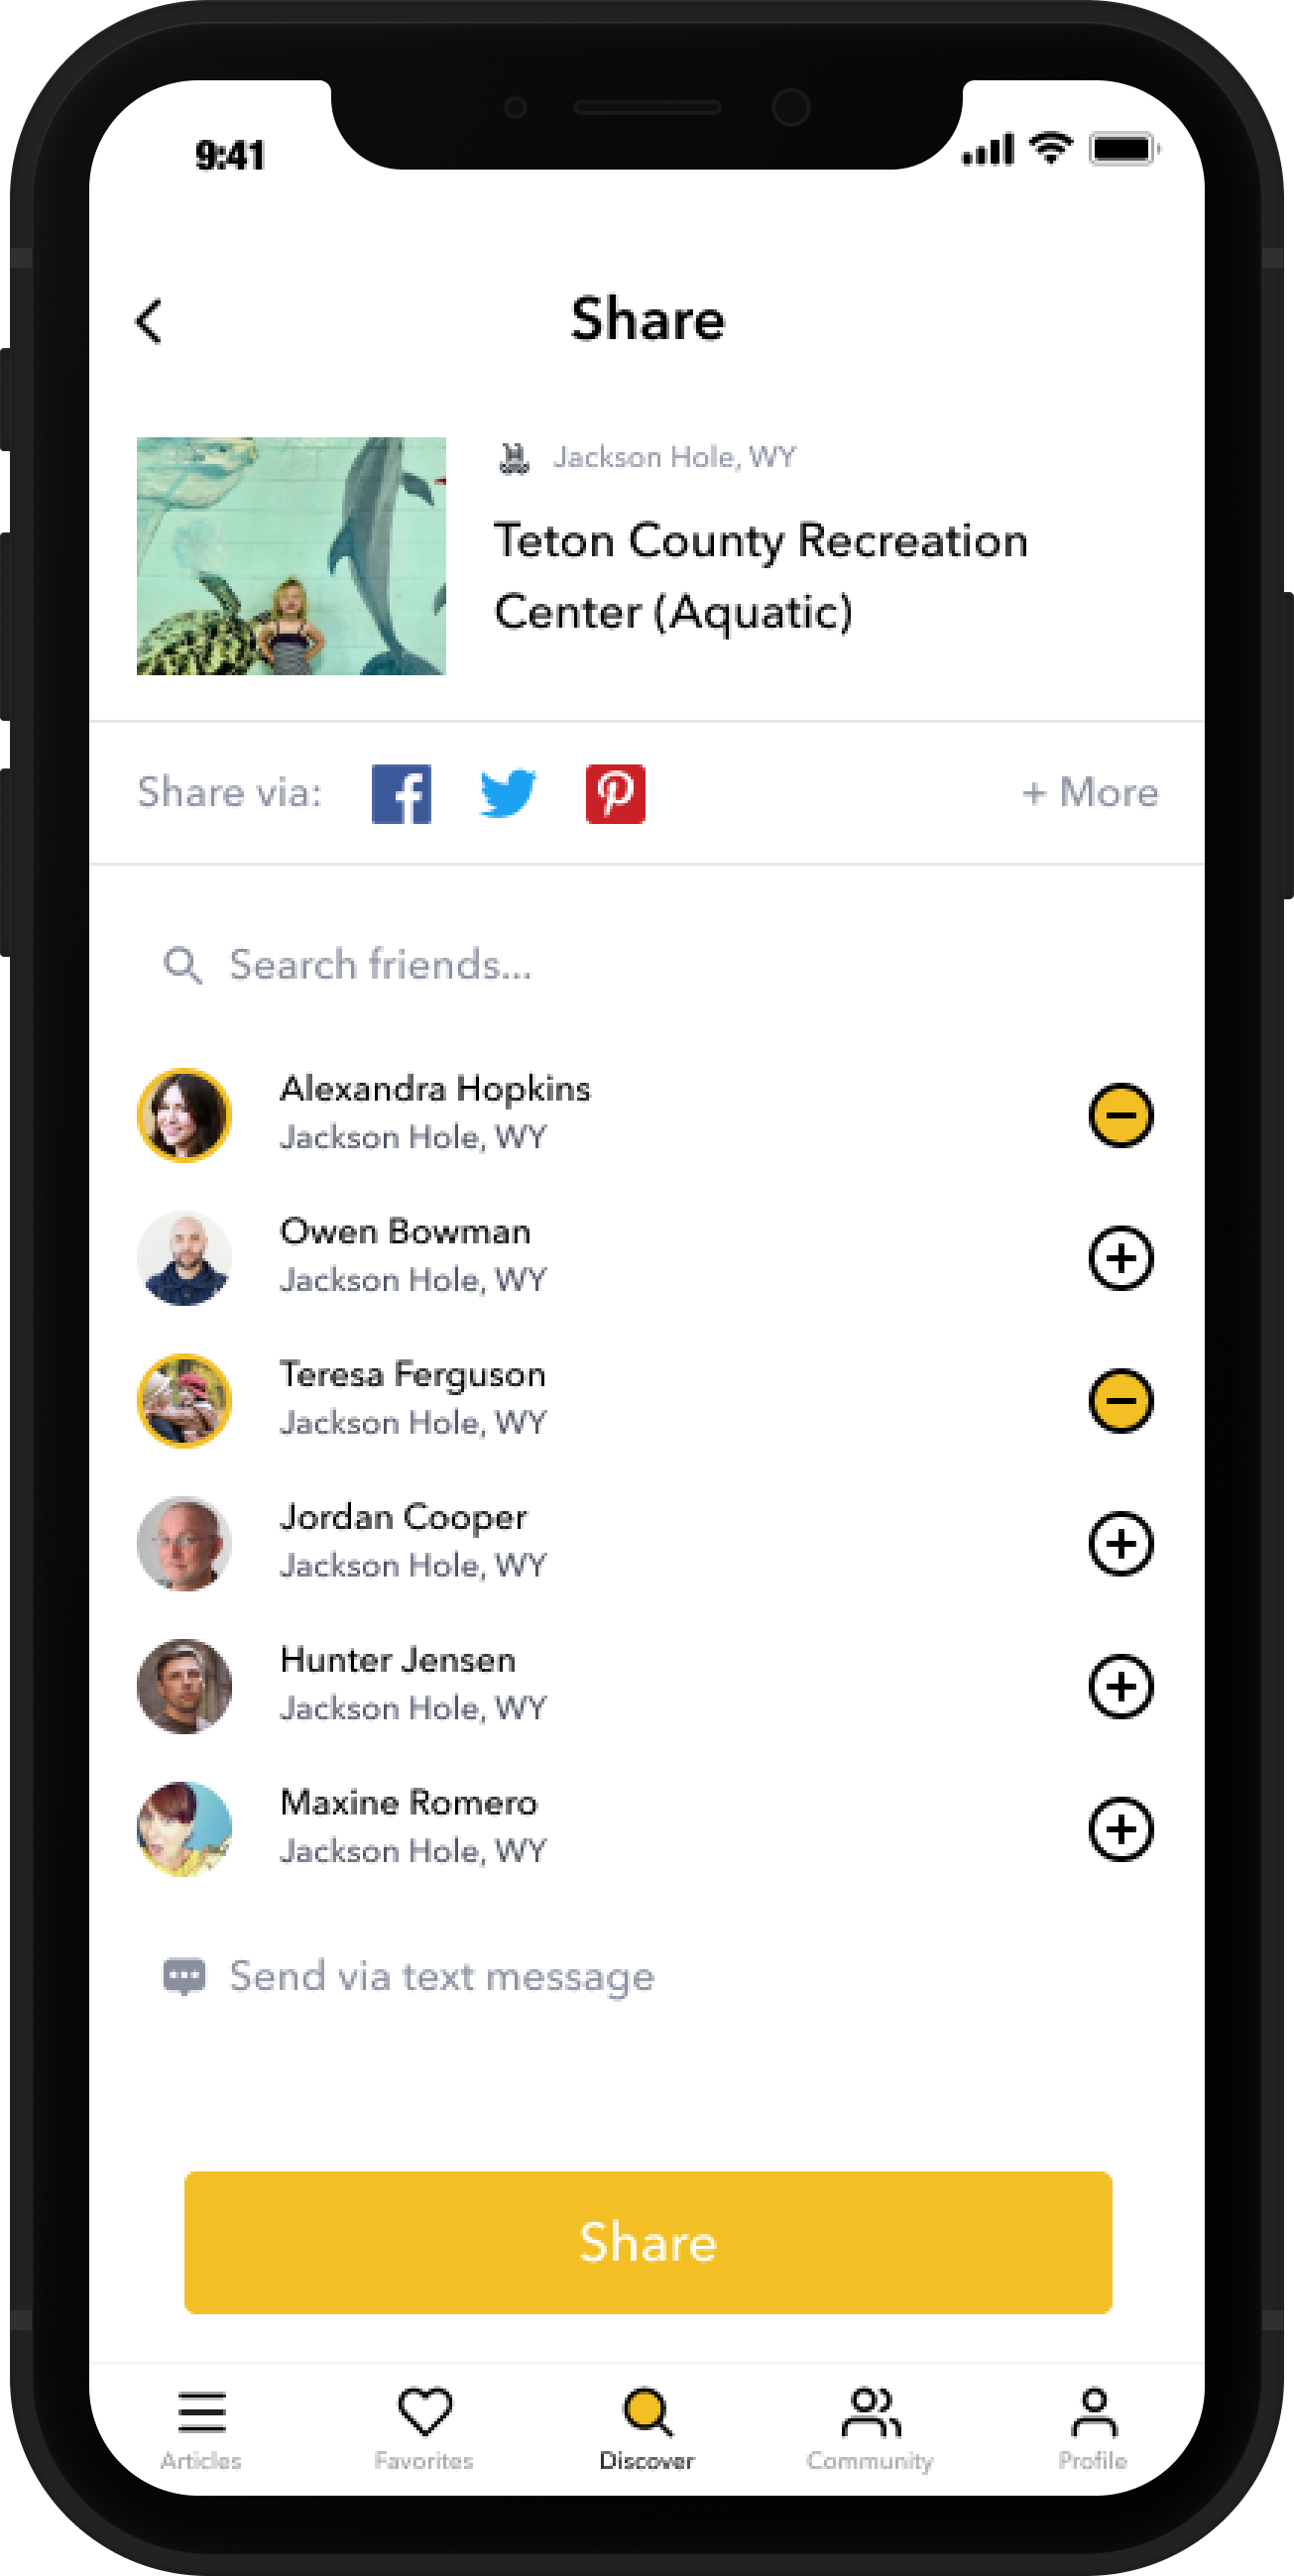 9:41
Share
Jackson Hole, WY
Teton County Recreation
Center (Aquatic)
Share via:
+ More
Search friends...
Alexandra Hopkins
Jackson Hole, WY
Owen Bowman
Jackson Hole, WY
Teresa Ferguson
Jackson Hole, WY
Jordan Cooper
Jackson Hole, WY
Hunter Jensen
Jackson Hole, WY
Maxine Romero
Jackson Hole, WY
Send via text message
Share
Articles Favorites Discover Community Profile